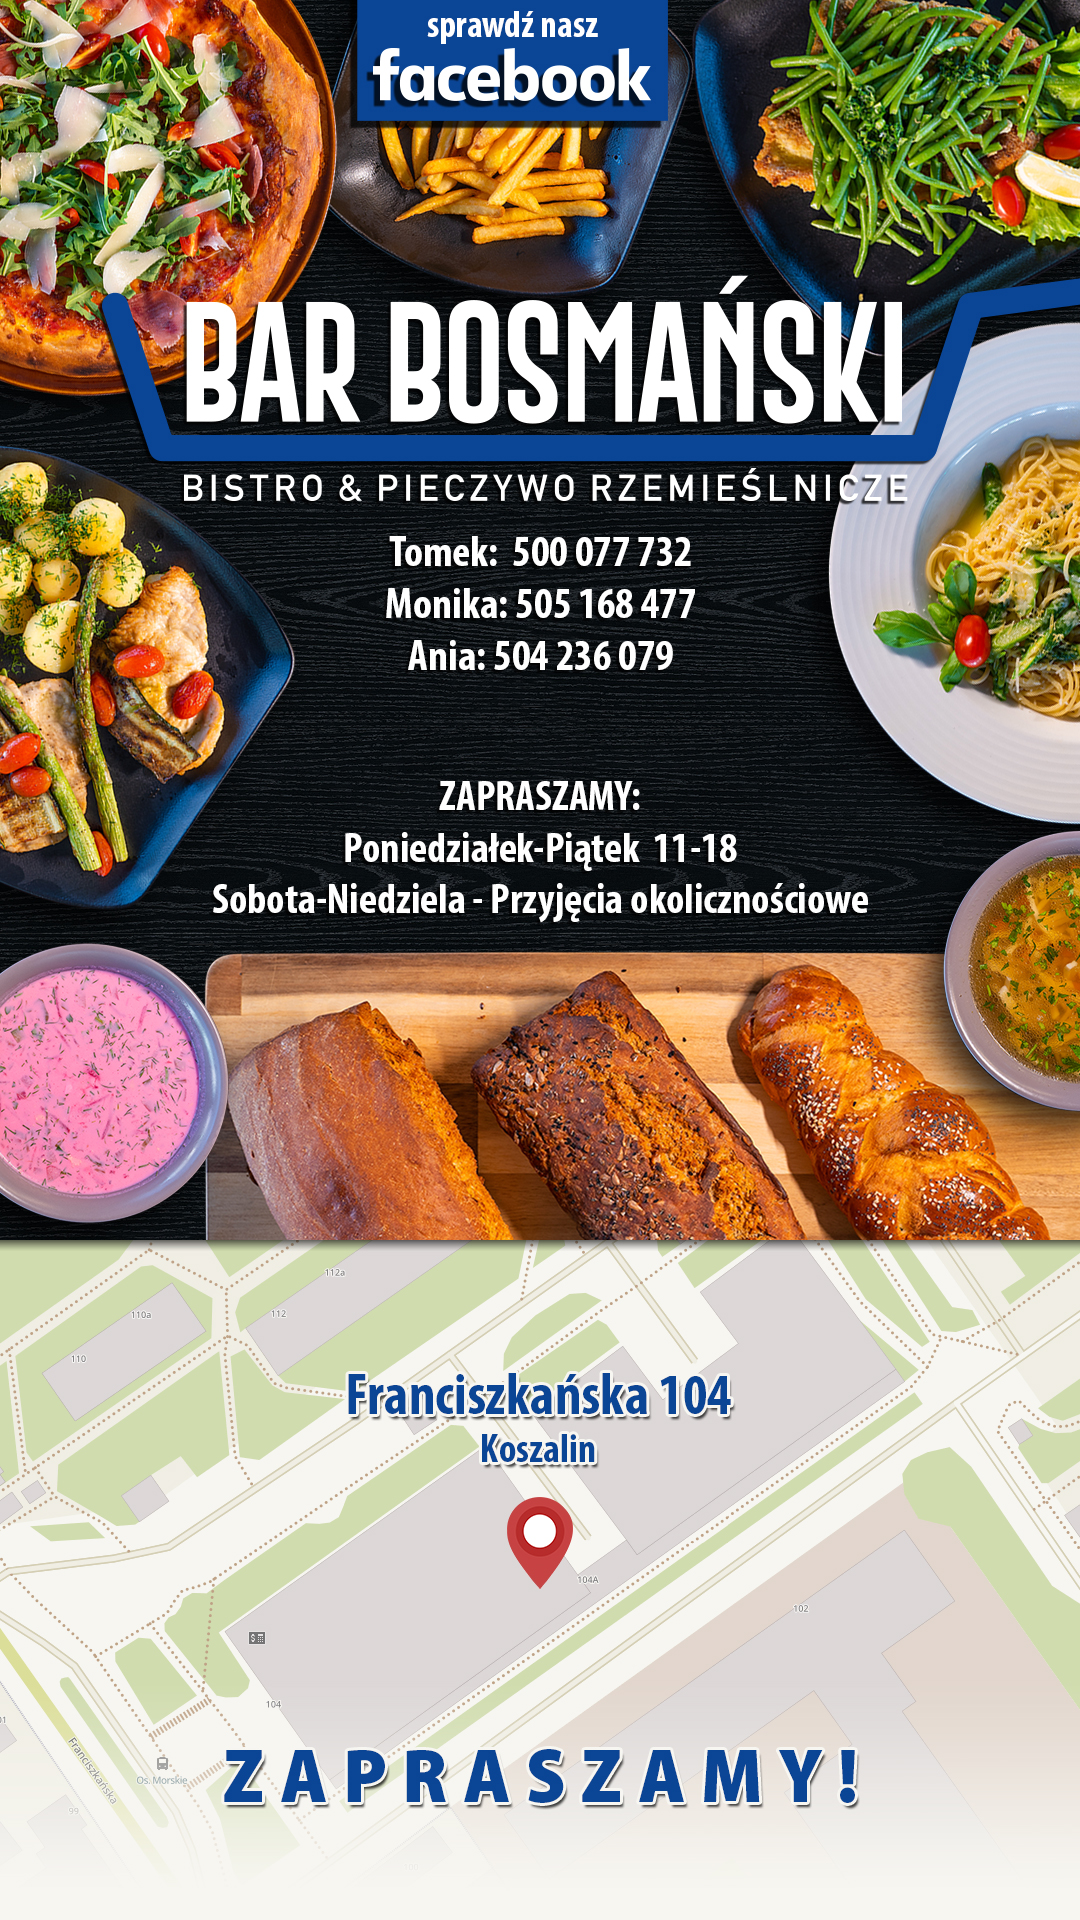 sprawdź nasz
facebook
BAR BOSMAŃSKI
BISTRO & PIECZYWO RZEMIEŚLNICZE
Tomek: 500 077 732
Monika: 505 168 477
Ania: 504 236 079
ZAPRASZAMY:
Poniedziałek-Piątek 11-18
Sobota-Niedziela - Przyjęcia okolicznościowe
112a
110a
112
110
Franciszkańska 104
Koszalin
104A
102
104
Franciszkańska
Os. Morskie
99
ZAPRASZAMY!